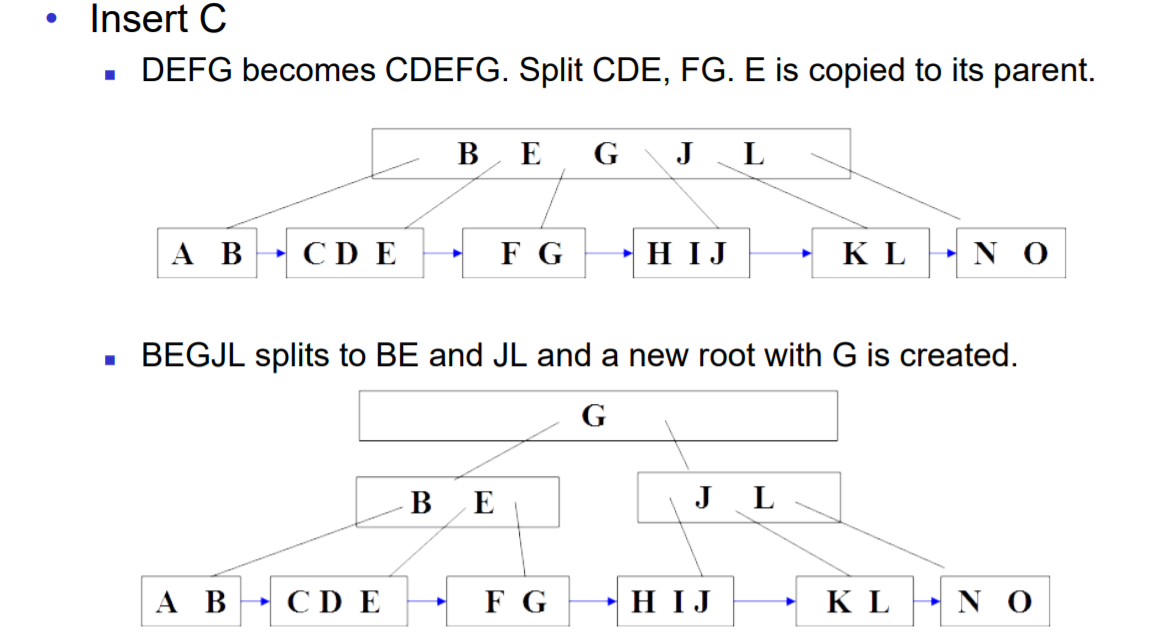 Insert C
DEFG becomes CDEFG. Split CDE, FG. E is copied to its parent.
B E G J L
A B C D E F G H I J K L N O
BEGJL splits to BE and JL and a new root with G is created.
G
B E J L
A B C D E F G H I J K L N O